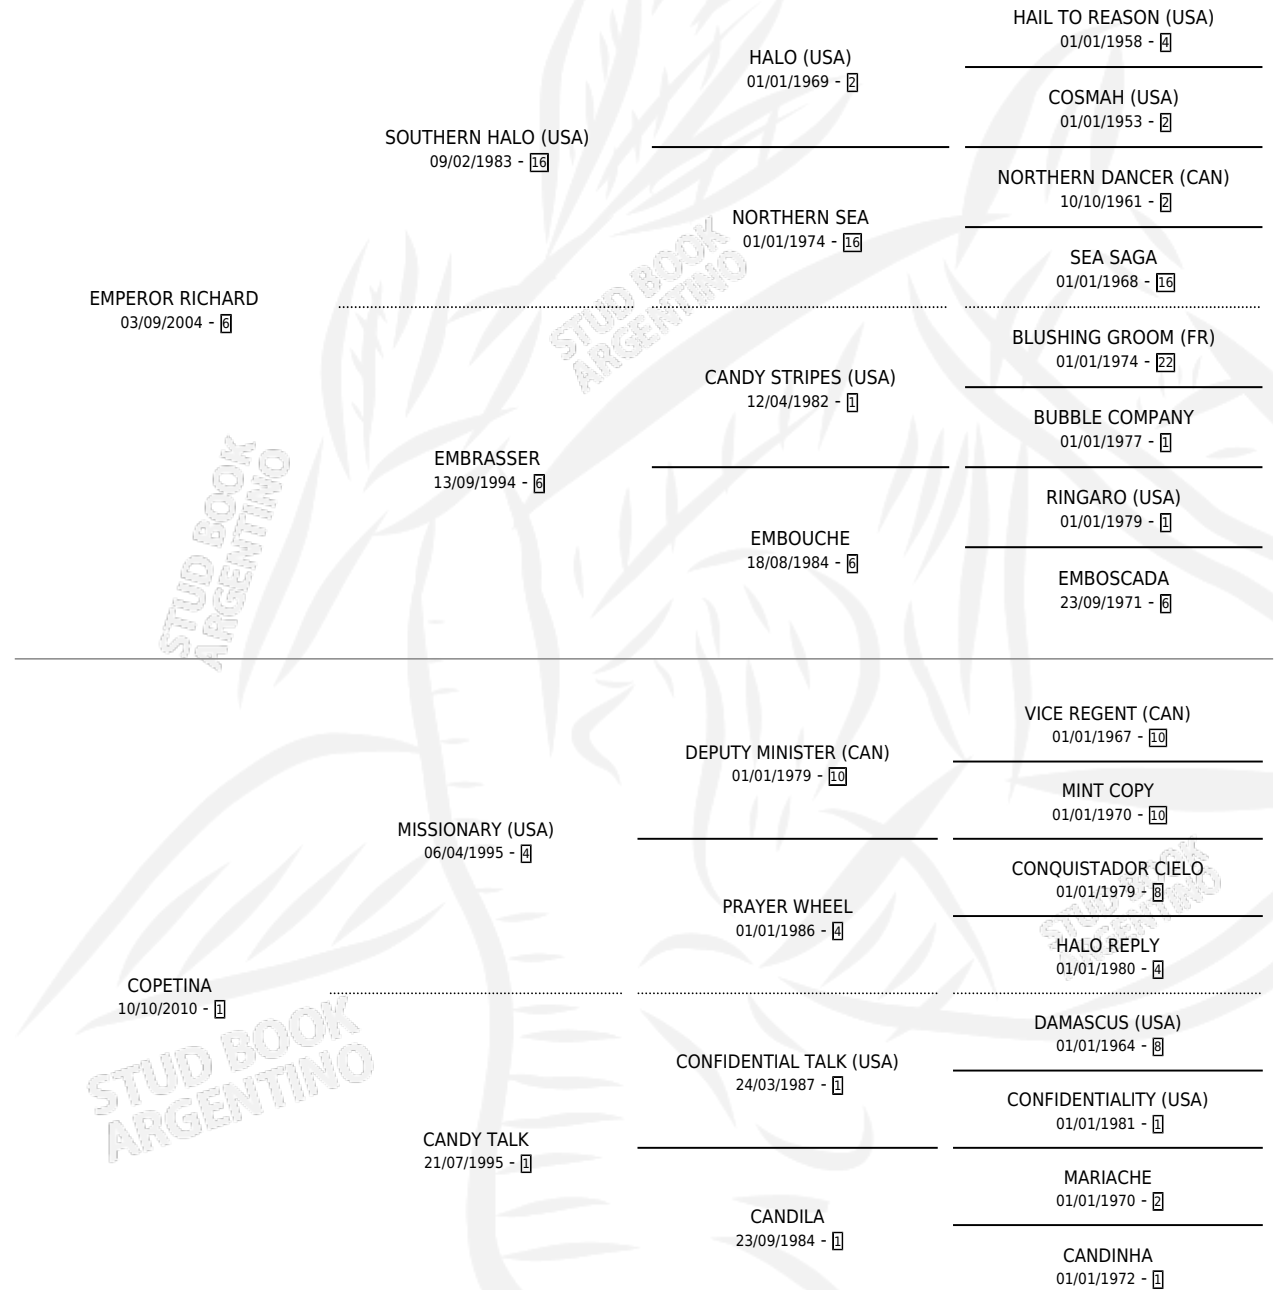 HAIL TO REASON (USA)
01/01/1958 - 4
HALO (USA)
01/01/1969 - 2
COSMAH (USA)
01/01/1953 - 2
SOUTHERN HALO (USA)
09/02/1983 - 16
NORTHERN DANCER (CAN)
10/10/1961 - 2
NORTHERN SEA
01/01/1974 - 16
SEA SAGA
01/01/1968 - 16
EMPEROR RICHARD
03/09/2004 - 6
STUD BOOK
ARGENTINO
BLUSHING GROOM (FR)
01/01/1974 - 22
CANDY STRIPES (USA)
12/04/1982 - 1
BUBBLE COMPANY
01/01/1977 - 1
EMBRASSER
13/09/1994 - 6
RINGARO (USA)
01/01/1979 - 1
EMBOUCHE
18/08/1984 - 6
EMBOSCADA
23/09/1971 - 6
STUD BOOK
ARGENTINO
VICE REGENT (CAN)
01/01/1967 - 10
DEPUTY MINISTER (CAN)
01/01/1979 - 10
MINT COPY
01/01/1970 - 10
MISSIONARY (USA)
06/04/1995 - 4
CONQUISTADOR CIELO
01/01/1979 - 8
PRAYER WHEEL
01/01/1986 - 4
STUD BOOK
ARGENTINO
HALO REPLY
01/01/1980 - 4
COPETINA
10/10/2010 - 1
STUD BOOK
ARGENTINO
DAMASCUS (USA)
01/01/1964 - 8
CONFIDENTIAL TALK (USA)
24/03/1987 - 1
CONFIDENTIALITY (USA)
01/01/1981 - 1
CANDY TALK
21/07/1995 - 1
MARIACHE
01/01/1970 - 2
CANDILA
23/09/1984 - 1
CANDINHA
01/01/1972 - 1